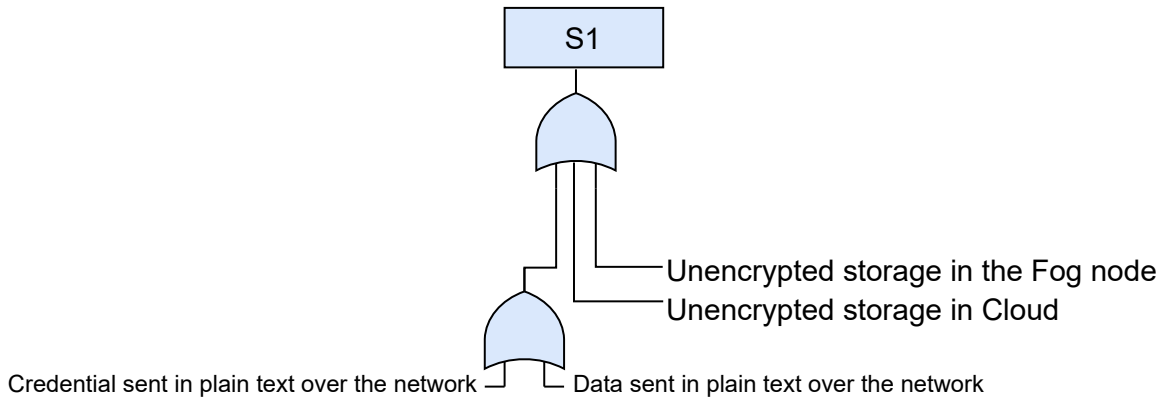 S1
Unencrypted storage in the Fog node
Unencrypted storage in Cloud
Credential sent in plain text over the network
Data sent in plain text over the network